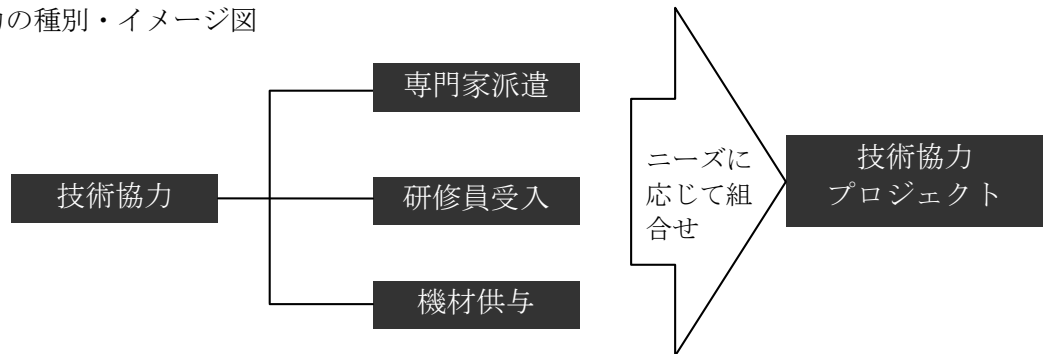 の種別・イメージ図
専門家派遣
技術協力
研修員受入
機材供与
ニーズに
応じて組
合せ
技術協力
プロジェクト